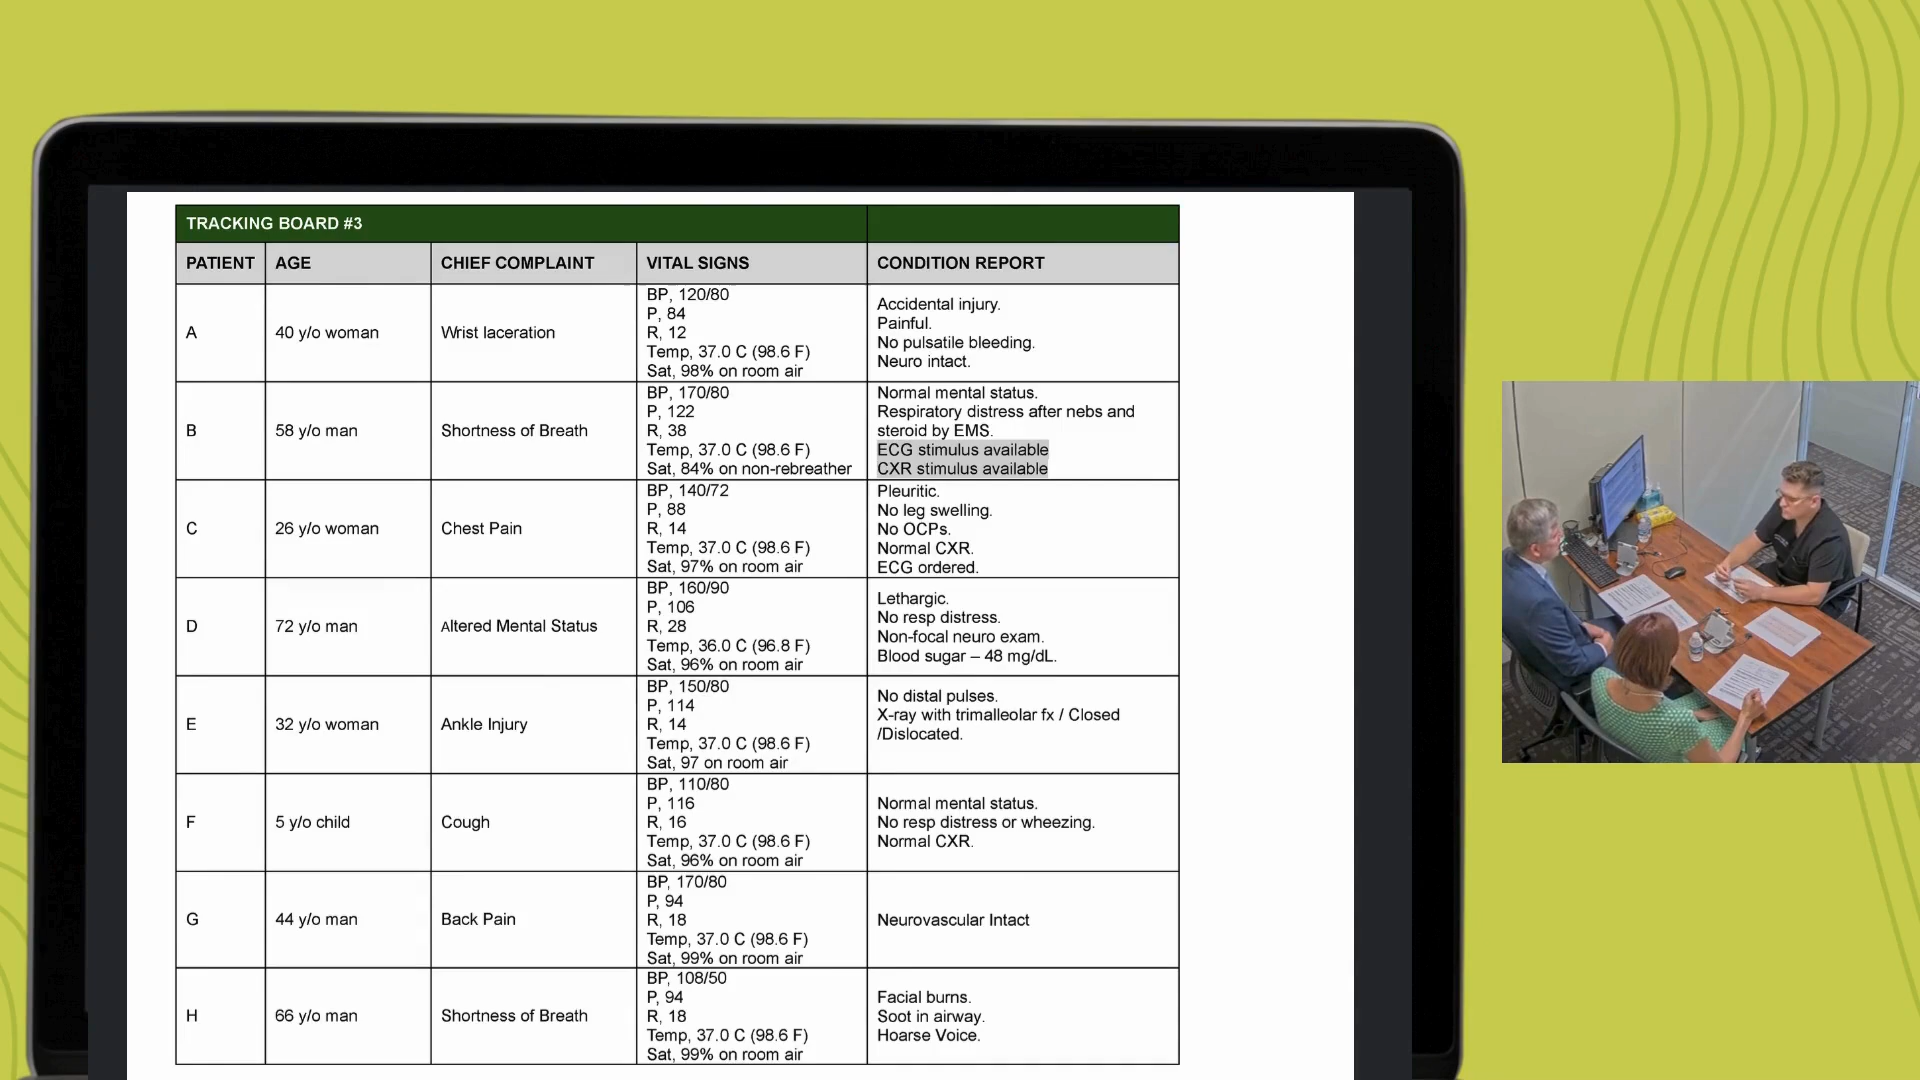 TRACKING BOARD #3
PATIENT AGE CHIEF COMPLAINT VITAL SIGNS CONDITION REPORT
A
40 y/o woman
Wrist laceration
BP, 120/80
P, 84
R, 12
Temp, 37.0 C (98.6 F)
Sat, 98% on room air
Accidental injury.
Painful.
No pulsatile bleeding.
Neuro intact.
B
58 y/o man
Shortness of Breath
BP, 170/80
P, 122
R, 38
Temp, 37.0 C (98.6 F)
Sat, 84% on non-rebreather
Normal mental status.
Respiratory distress after nebs and
steroid by EMS.
ECG stimulus available
CXR stimulus available
C
26 y/o woman
Chest Pain
BP, 140/72
P, 88
R, 14
Temp, 37.0 C (98.6 F)
Sat, 97% on room air
Pleuritic.
No leg swelling.
No OCPs.
Normal CXR.
ECG ordered.
D
72 y/o man
Altered Mental Status
BP, 160/90
P, 106
R, 28
Temp, 36.0 C (96.8 F)
Sat, 96% on room air
Lethargic.
No resp distress.
Non-focal neuro exam.
Blood sugar – 48 mg/dL.
E
32 y/o woman
Ankle Injury
BP, 150/80
P, 114
R, 14
Temp, 37.0 C (98.6 F)
Sat, 97 on room air
No distal pulses.
X-ray with trimalleolar fx / Closed
/Dislocated.
F
5 y/o child
Cough
BP, 110/80
P, 116
R, 16
Temp, 37.0 C (98.6 F)
Sat, 96% on room air
Normal mental status.
No resp distress or wheezing.
Normal CXR.
G
44 y/o man
Back Pain
BP, 170/80
P, 94
R, 18
Temp, 37.0 C (98.6 F)
Sat, 99% on room air
Neurovascular Intact
H
66 y/o man
Shortness of Breath
BP, 108/50
P, 94
R, 18
Temp, 37.0 C (98.6 F)
Sat, 99% on room air
Facial burns.
Soot in airway.
Hoarse Voice.